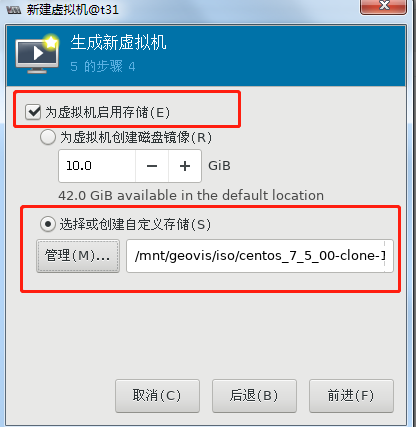 新建虚拟机@t31
生成新虚拟机
5 的步骤 4
为虚拟机启用存储(E)
为虚拟机创建磁盘镜像(R)
10.0 − + GiB
42.0 GiB available in the default location
选择或创建自定义存储(S)
管理(M)... /mnt/geovis/iso/centos_7_5_00-clone-1
取消(C) 后退(B) 前进(F)